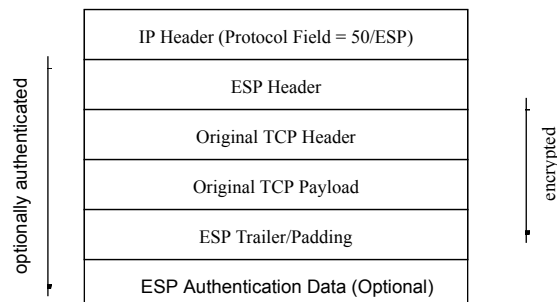 IP Header (Protocol Field = 50/ESP)
ESP Header
Original TCP Header
Original TCP Payload
ESP Trailer/Padding
ESP Authentication Data (Optional)
optionally authenticated
encrypted